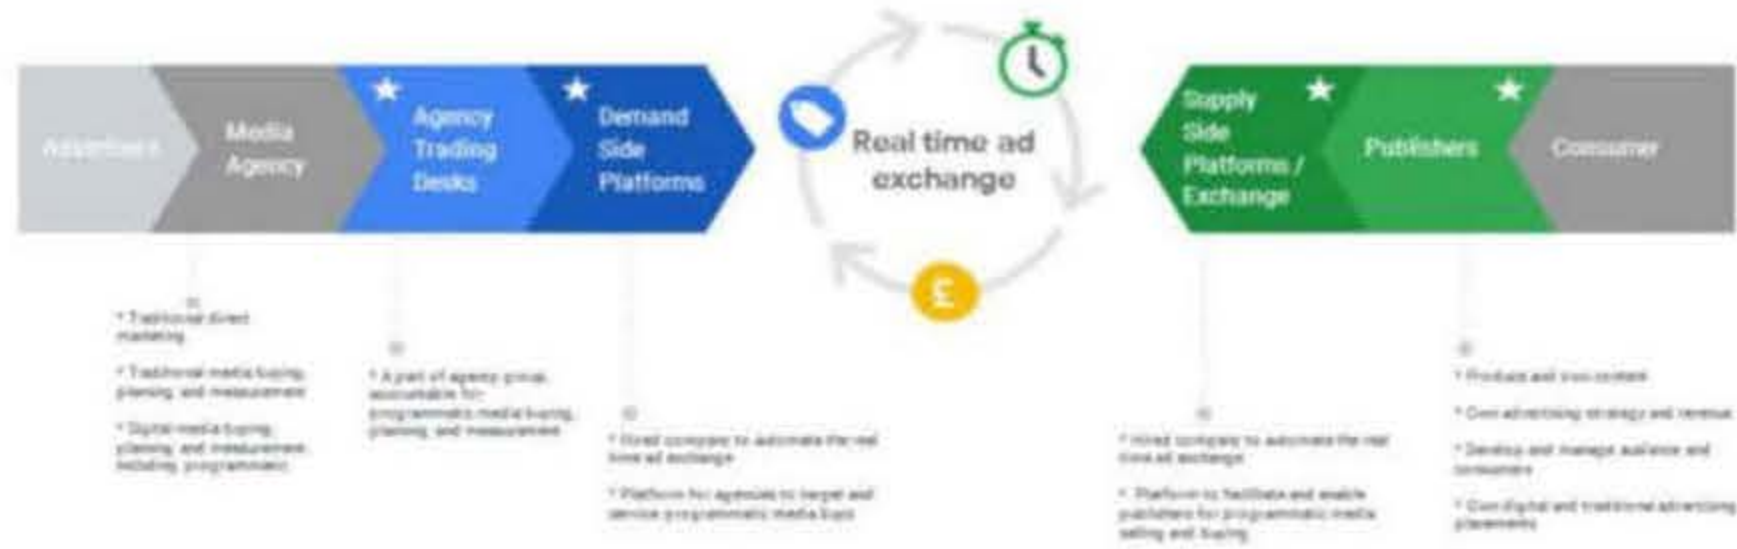 Advertisers
Media
Agency
Agency
Trading
Desks
Demand
Side
Platforms
Real time ad
exchange
£
Supply
Side
Platforms /
Exchange
Publishers
Consumer
* Traditional direct
marketing
* Traditional media buying,
planning, and measurement
* Digital media buying,
planning, and measurement,
including programmatic
* A part of agency group,
accountable for
programmatic media buying,
planning, and measurement
* Hired company to automate the real
time ad exchange
* Platform for agencies to target and
service programmatic media buys
* Hired company to automate the real
time ad exchange
* Platform to facilitate and enable
publishers for programmatic media
selling and buying
* Produce and own content
* Own advertising strategy and revenue
* Develop and manage audience and
consumers
* Own digital and traditional advertising
placements